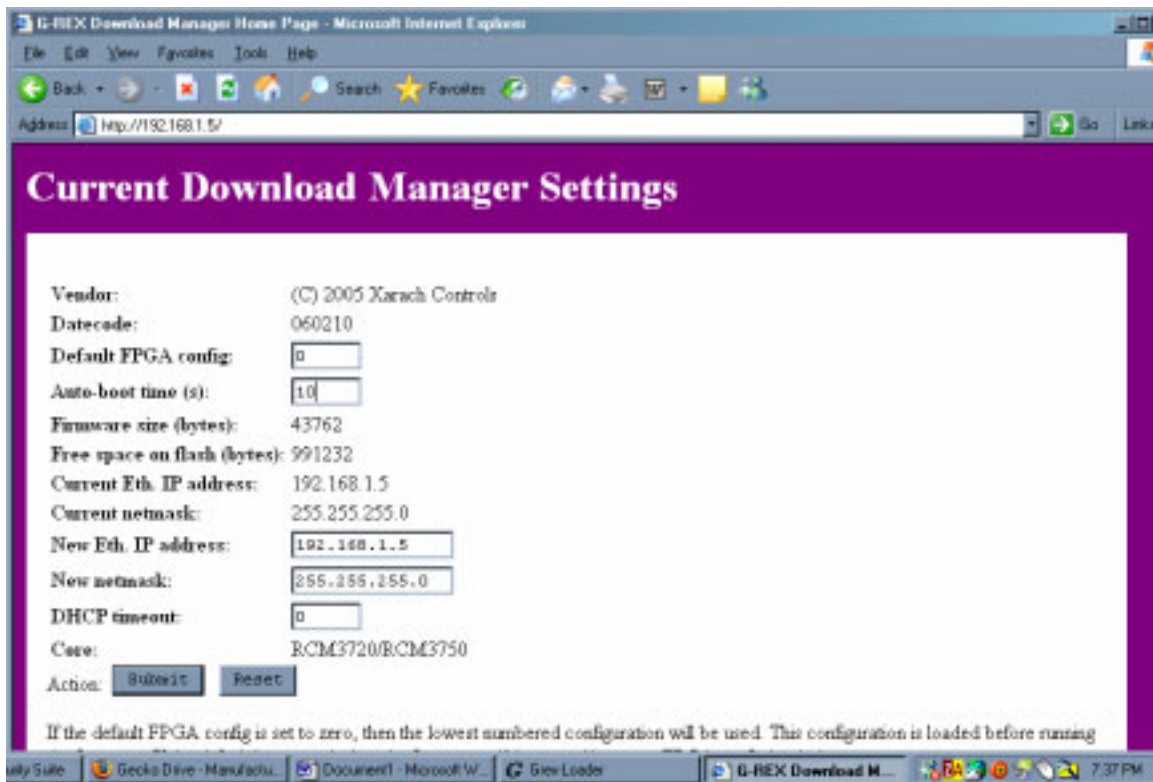 G-REX Download Manager Home Page - Microsoft Internet Explorer
File Edit View Favorites Tools Help
Back Search Favorites
Address http://192.168.1.5/ Go Links
Current Download Manager Settings
Vendor: (C) 2005 Xarach Controls
Datecode: 060210
Default FPGA config: 0
Auto-boot time (s): 10
Firmware size (bytes): 43762
Free space on flash (bytes): 991232
Current Eth. IP address: 192.168.1.5
Current netmask: 255.255.255.0
New Eth. IP address: 192.168.1.5
New netmask: 255.255.255.0
DHCP timeout: 0
Core: RCM3720/RCM3750
Action: Submit Reset
If the default FPGA config is set to zero, then the lowest numbered configuration will be used. This configuration is loaded before running
Suite Gecko Drive - Manufactu... Document1 - Microsoft W... Loader G-REX Download M... 7:37 PM